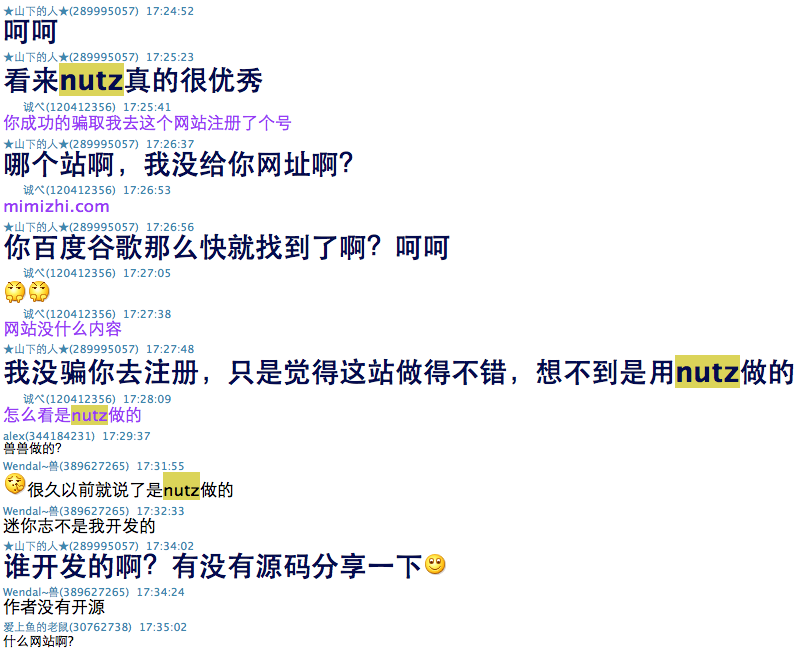 ★山下的人★(289995057) 17:24:52
呵呵
★山下的人★(289995057) 17:25:23
看来nutz真的很优秀
诚ぺ(120412356) 17:25:41
你成功的骗取我去这个网站注册了个号
★山下的人★(289995057) 17:26:37
哪个站啊，我没给你网址啊？
诚ぺ(120412356) 17:26:53
mimizhi.com
★山下的人★(289995057) 17:26:56
你百度谷歌那么快就找到了啊？呵呵
诚ぺ(120412356) 17:27:05
诚ぺ(120412356) 17:27:38
网站没什么内容
★山下的人★(289995057) 17:27:48
我没骗你去注册，只是觉得这站做得不错，想不到是用nutz做的
诚ぺ(120412356) 17:28:09
怎么看是nutz做的
alex(344184231) 17:29:37
兽兽做的?
Wendal~兽(389627265) 17:31:55
很久以前就说了是nutz做的
Wendal~兽(389627265) 17:32:33
迷你志不是我开发的
★山下的人★(289995057) 17:34:02
谁开发的啊？有没有源码分享一下
Wendal~兽(389627265) 17:34:24
作者没有开源
爱上鱼的老鼠(30762738) 17:35:02
什么网站啊?